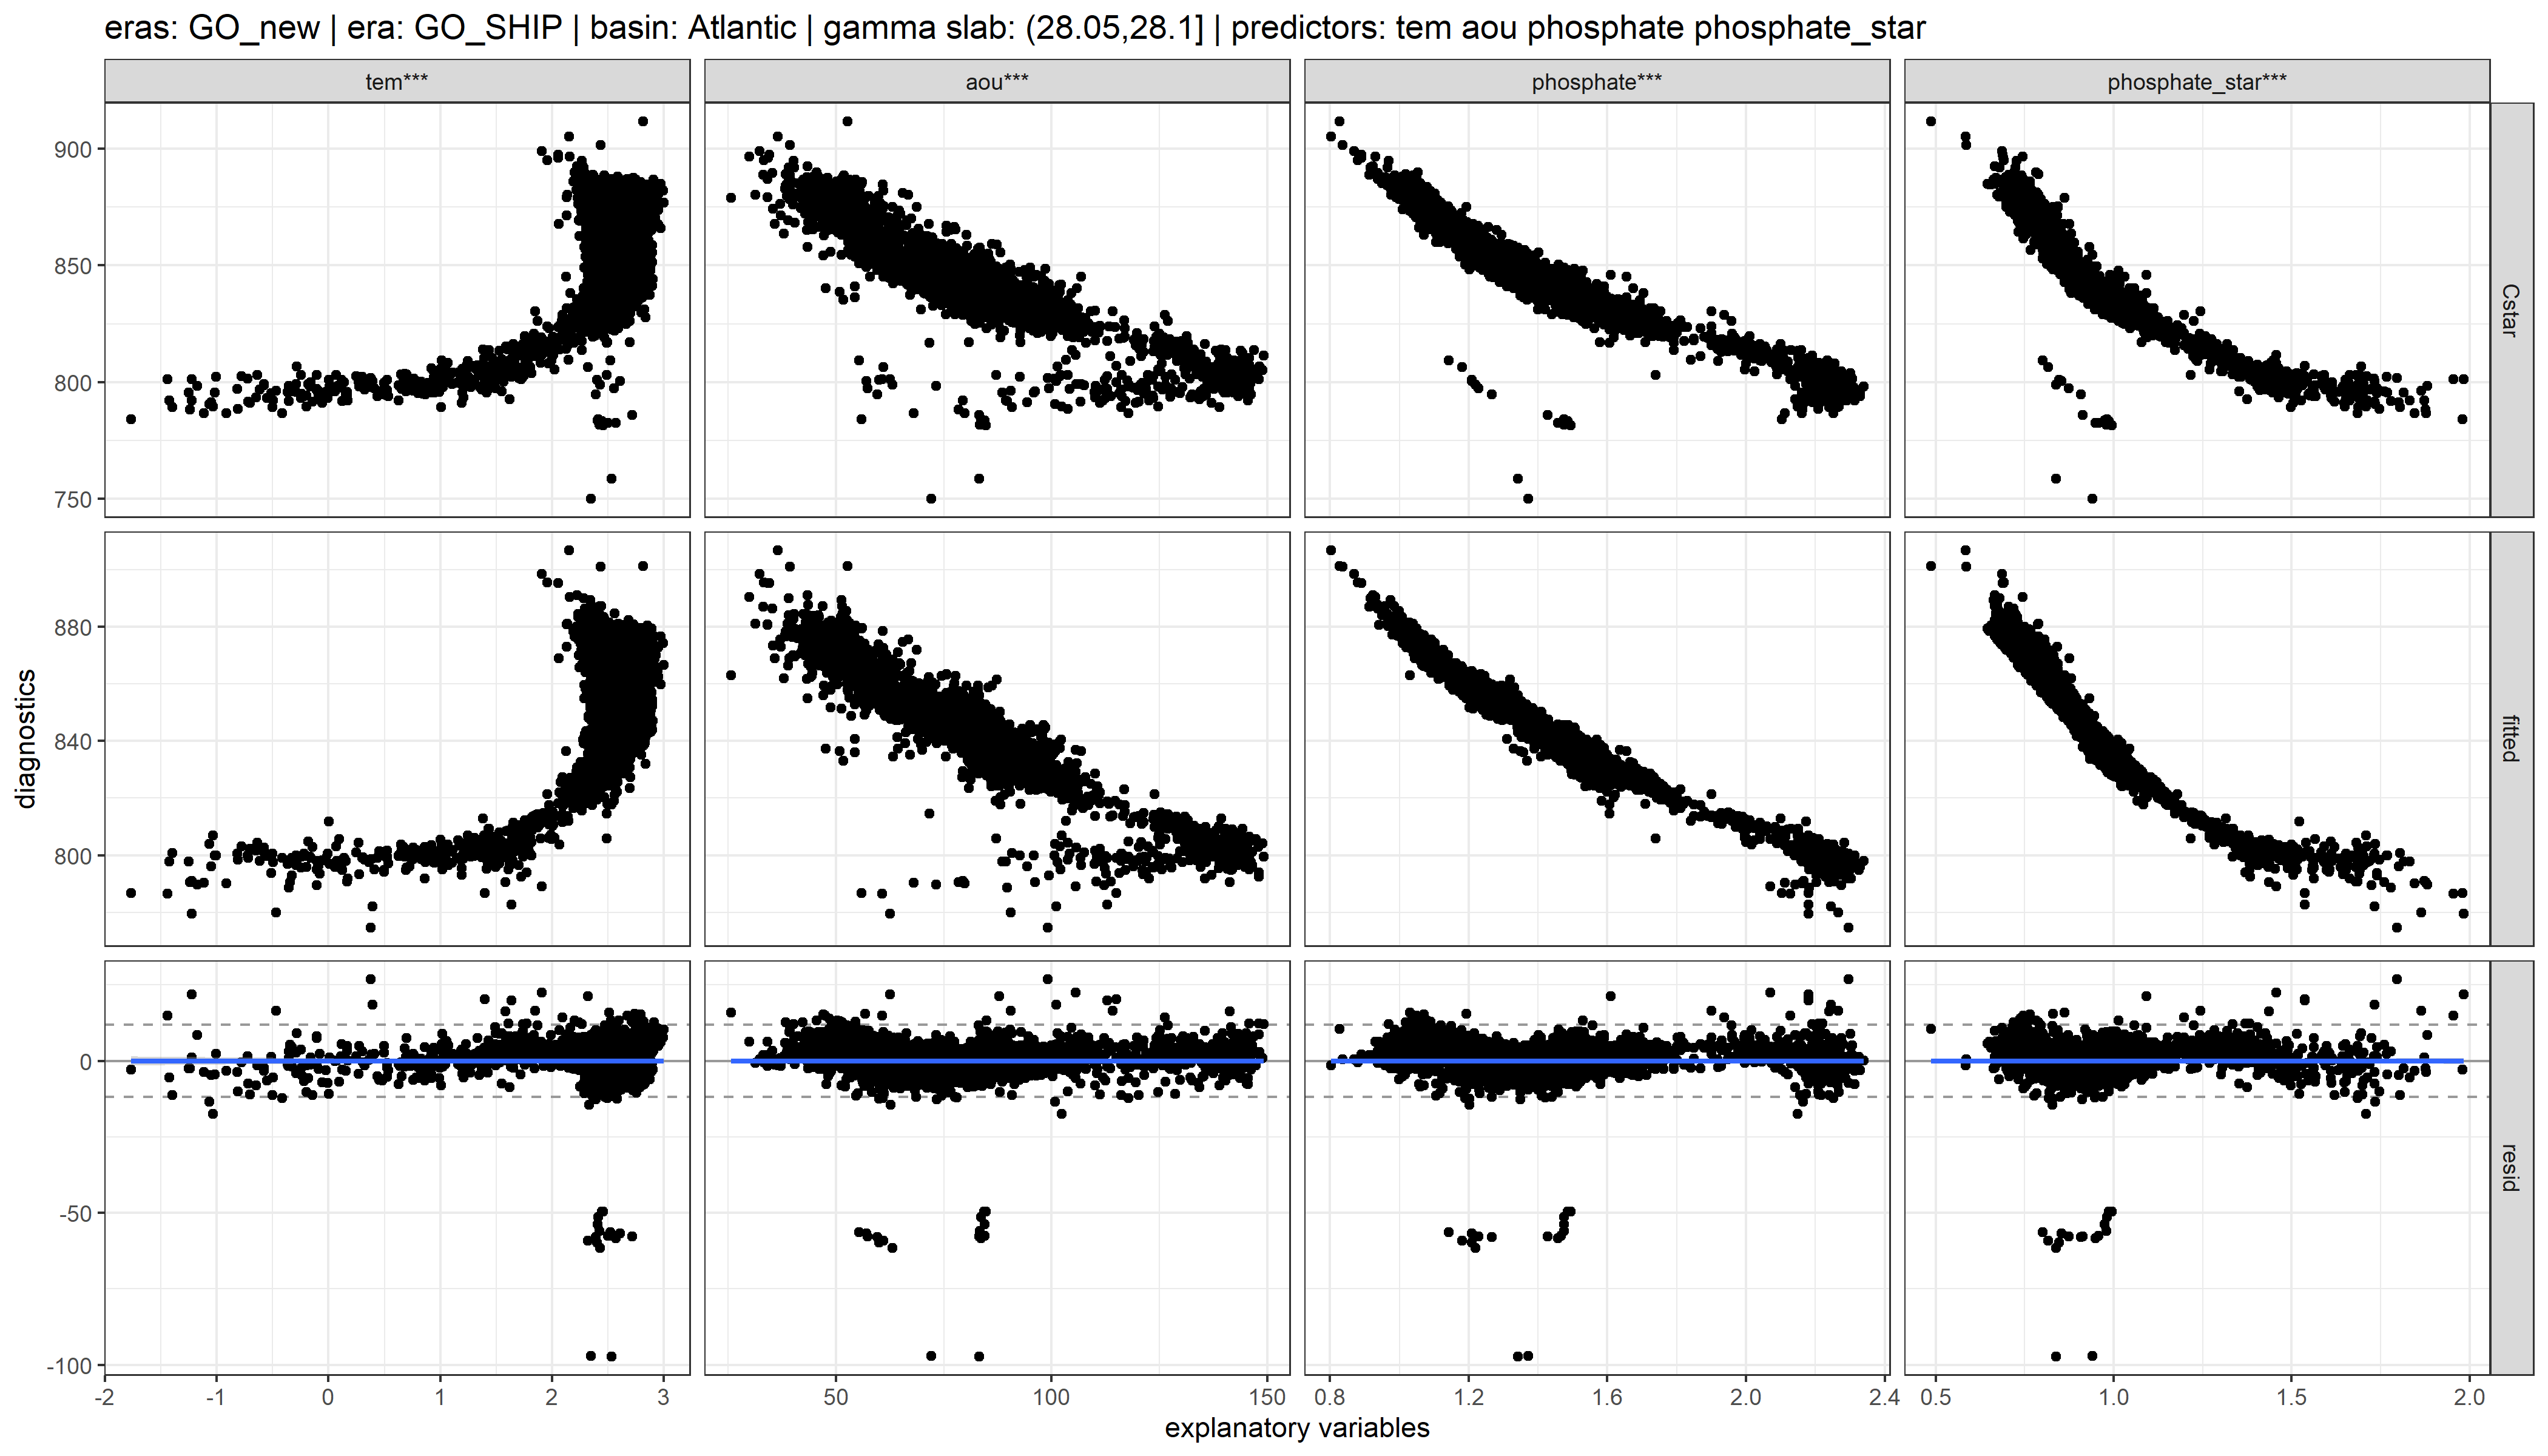 eras: GO_new | era: GO_SHIP | basin: Atlantic | gamma slab: (28.05,28.1] | predictors: tem aou phosphate phosphate_star
tem*** aou*** phosphate*** phosphate_star***
900
850
800
750
Cstar
880
840
800
fitted
diagnostics
0
-50
-100
resid
-2 -1 0 1 2 3 50 100 150 0.8 1.2 1.6 2.0 2.4 0.5 1.0 1.5 2.0
explanatory variables